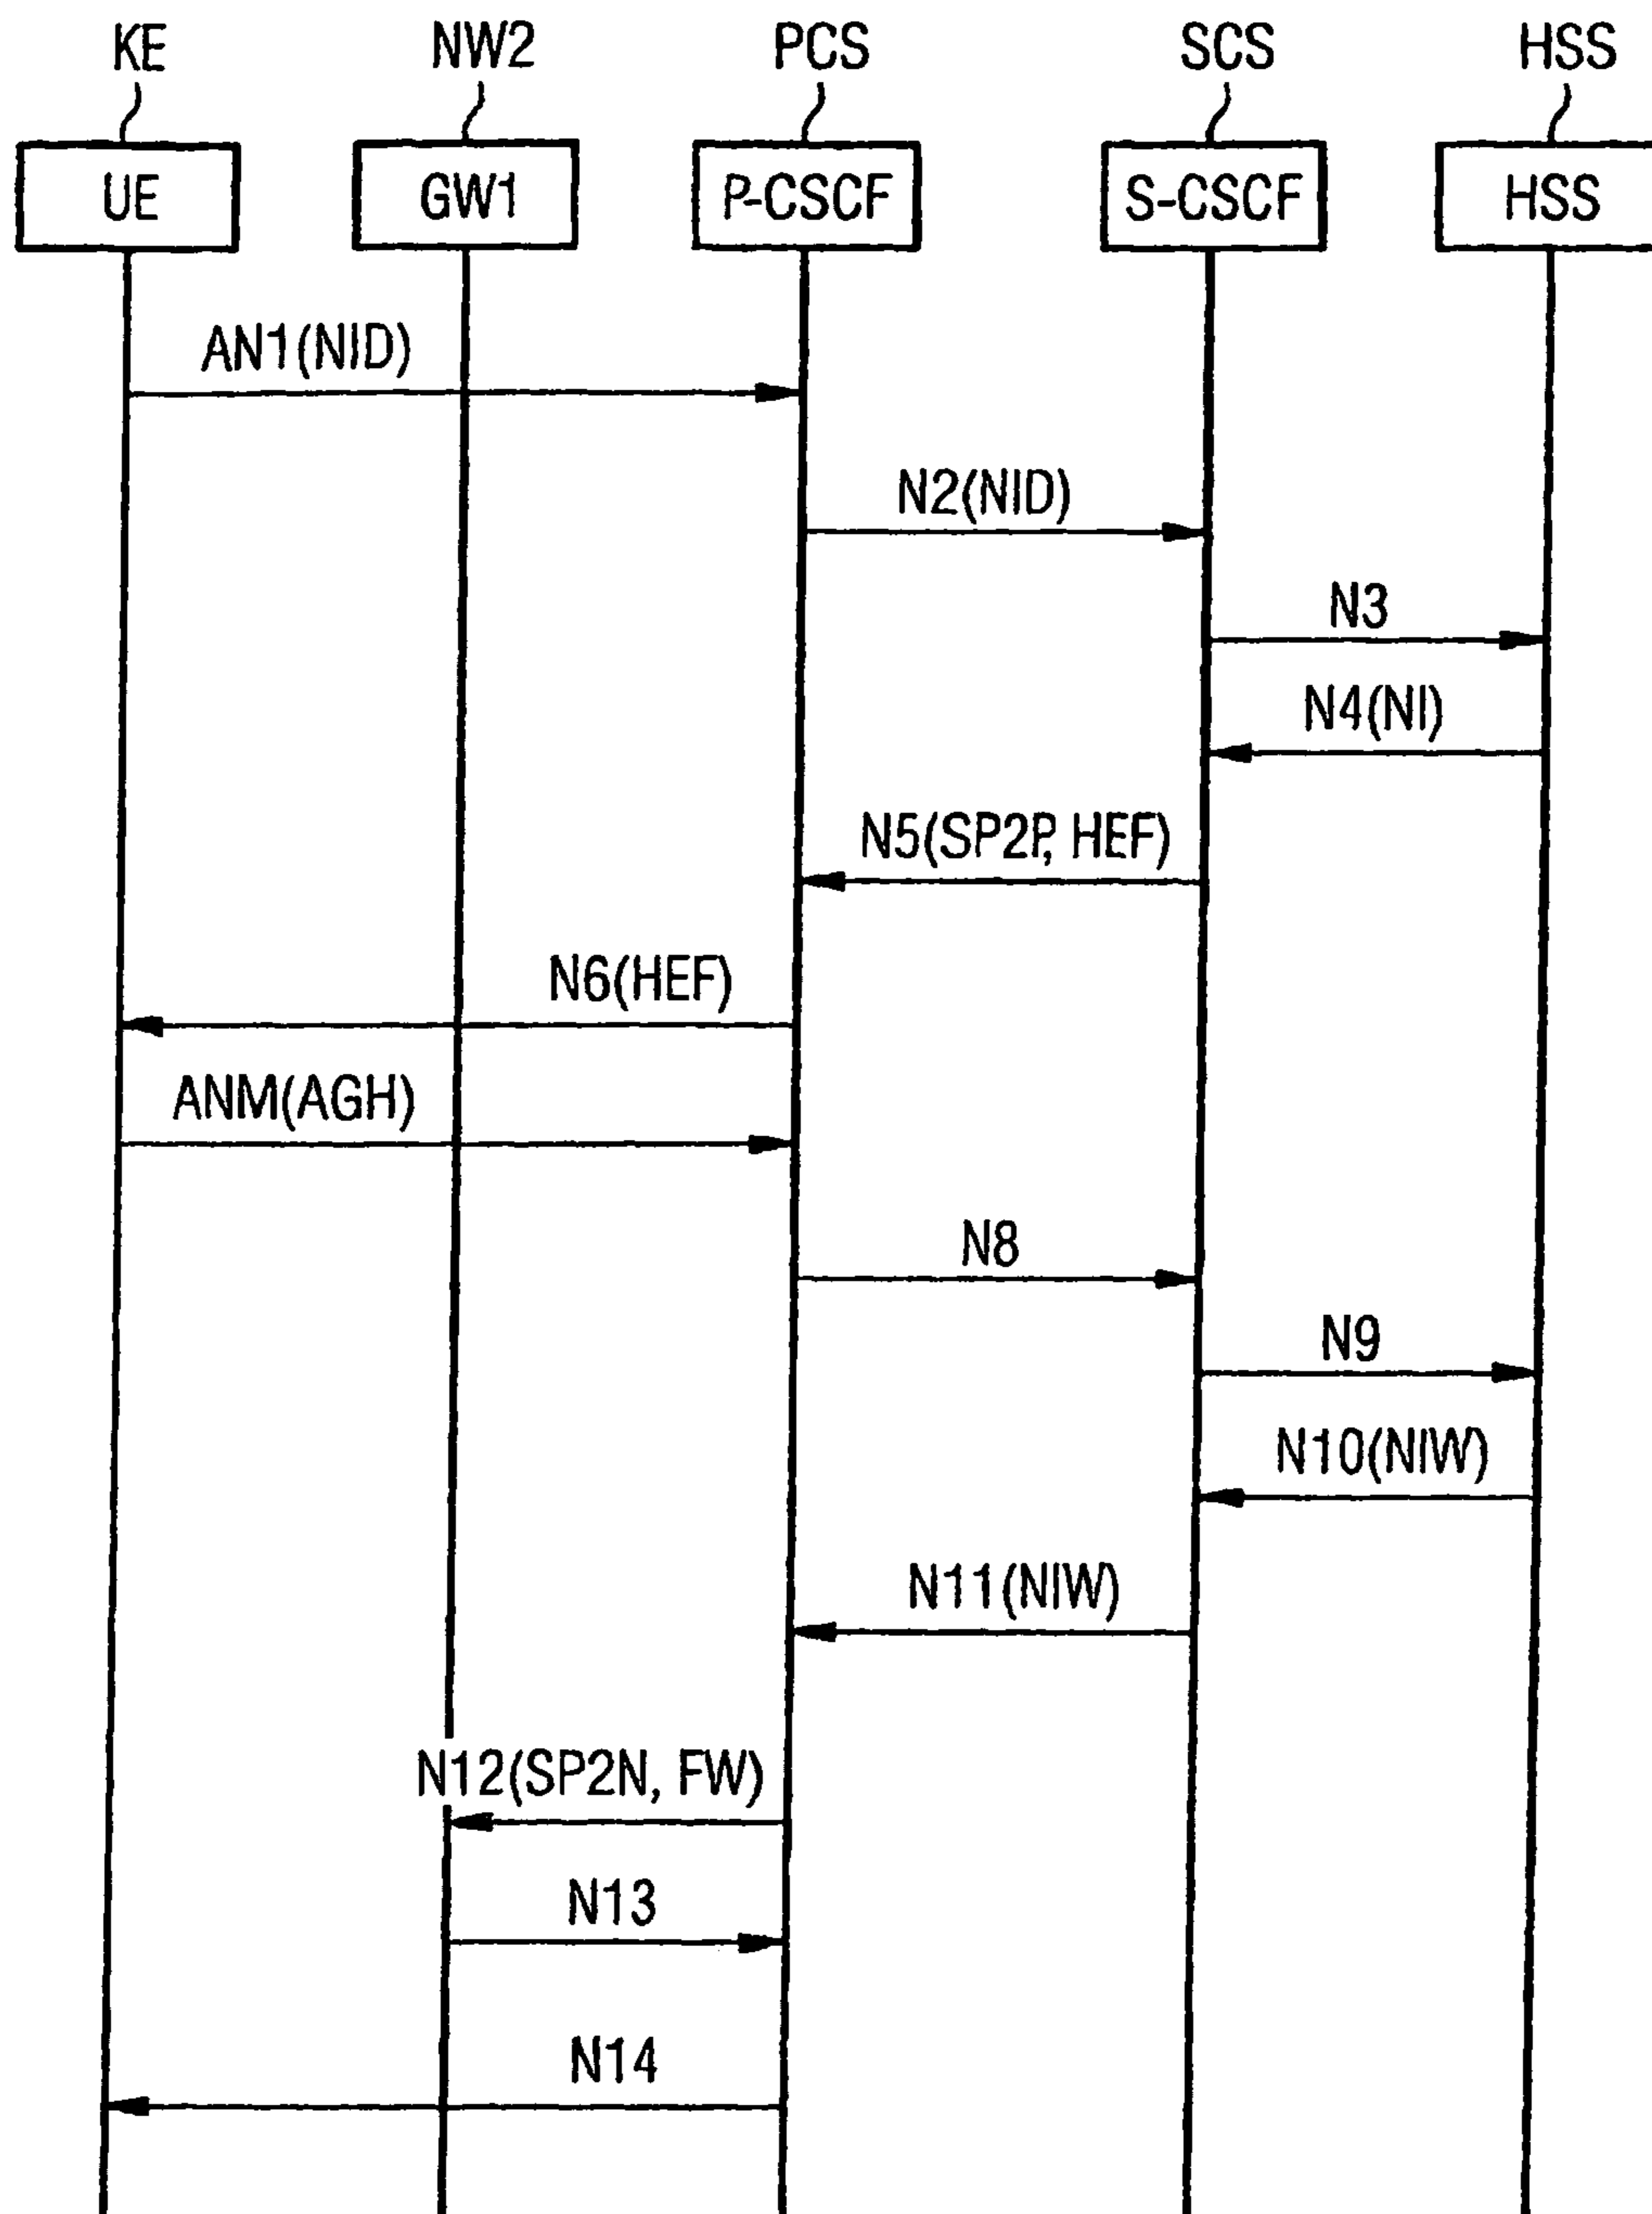 KE NW2 PCS SCS HSS
UE GW1 P-CSCF S-CSCF HSS
AN1(NID)
N2(NID)
N3
N4(NI)
N5(SP2P, HEF)
N6(HEF)
ANM(AGH)
N8
N9
N10(NIW)
N11(NIW)
N12(SP2N, FW)
N13
N14